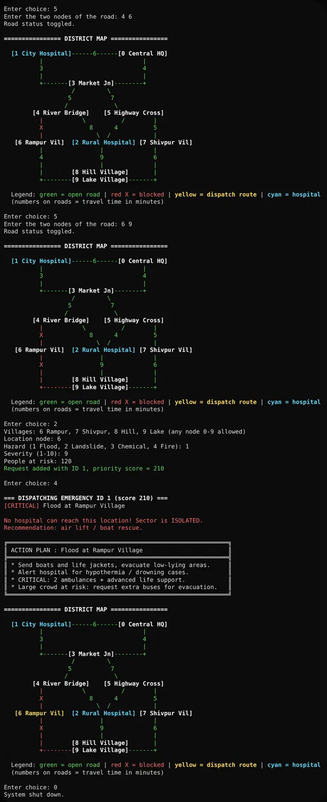 Enter choice: 5
Enter the two nodes of the road: 4 6
Road status toggled.
================ DISTRICT MAP ================
[1 City Hospital]------6------[0 Central HQ]
| |
3 4
| |
+-------[3 Market Jn]-------+
/ \
5 7
/ \
[4 River Bridge] [5 Highway Cross]
| \ / |
X 8 4 5
| \ / |
[6 Rampur Vil] [2 Rural Hospital] [7 Shivpur Vil]
| | |
4 9 6
| | |
| [8 Hill Village] |
+--------[9 Lake Village]-------+
Legend: green = open road | red X = blocked | yellow = dispatch route | cyan = hospital
(numbers on roads = travel time in minutes)
Enter choice: 5
Enter the two nodes of the road: 6 9
Road status toggled.
================ DISTRICT MAP ================
[1 City Hospital]------6------[0 Central HQ]
| |
3 4
| |
+-------[3 Market Jn]-------+
/ \
5 7
/ \
[4 River Bridge] [5 Highway Cross]
| \ / |
X 8 4 5
| \ / |
[6 Rampur Vil] [2 Rural Hospital] [7 Shivpur Vil]
| | |
X 9 6
| | |
| [8 Hill Village] |
+--------[9 Lake Village]-------+
Legend: green = open road | red X = blocked | yellow = dispatch route | cyan = hospital
(numbers on roads = travel time in minutes)
Enter choice: 2
Villages: 6 Rampur, 7 Shivpur, 8 Hill, 9 Lake (any node 0-9 allowed)
Location node: 6
Hazard (1 Flood, 2 Landslide, 3 Chemical, 4 Fire): 1
Severity (1-10): 9
People at risk: 120
Request added with ID 1, priority score = 210
Enter choice: 4
=== DISPATCHING EMERGENCY ID 1 (score 210) ===
[CRITICAL] Flood at Rampur Village
No hospital can reach this location! Sector is ISOLATED.
Recommendation: air lift / boat rescue.
ACTION PLAN : Flood at Rampur Village
* Send boats and life jackets, evacuate low-lying areas.
* Alert hospital for hypothermia / drowning cases.
* CRITICAL: 2 ambulances + advanced life support.
* Large crowd at risk: request extra buses for evacuation.
================ DISTRICT MAP ================
[1 City Hospital]------6------[0 Central HQ]
| |
3 4
| |
+-------[3 Market Jn]-------+
/ \
5 7
/ \
[4 River Bridge] [5 Highway Cross]
| \ / |
X 8 4 5
| \ / |
[6 Rampur Vil] [2 Rural Hospital] [7 Shivpur Vil]
| | |
X 9 6
| | |
| [8 Hill Village] |
+--------[9 Lake Village]-------+
Legend: green = open road | red X = blocked | yellow = dispatch route | cyan = hospital
(numbers on roads = travel time in minutes)
Enter choice: 0
System shut down.